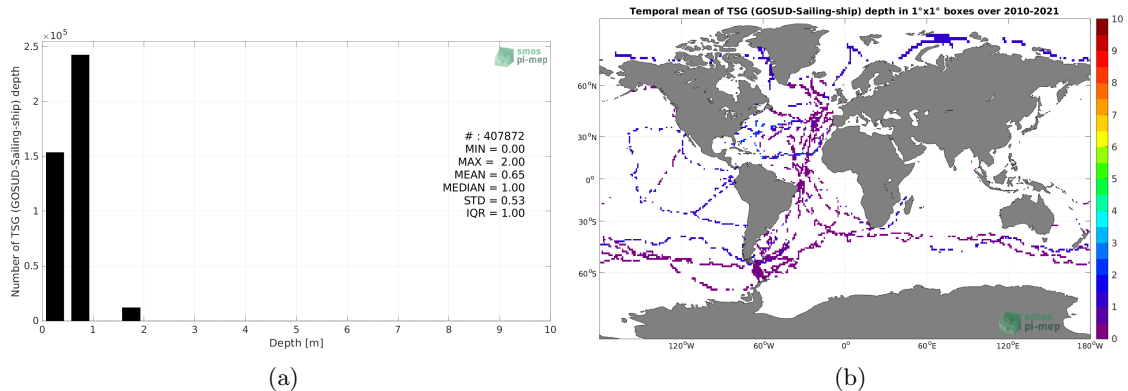 2.5 ×10⁵
2
1.5
1
0.5
0
0 1 2 3 4 5 6 7 8 9 10
Depth [m]
Number of TSG (GOSUD-Sailing-ship) depth
smos
pi-mep
# : 407872
MIN = 0.00
MAX = 2.00
MEAN = 0.65
MEDIAN = 1.00
STD = 0.53
IQR = 1.00
(a)
Temporal mean of TSG (GOSUD-Sailing-ship) depth in 1°x1° boxes over 2010-2021
60°N
30°N
0°
30°S
60°S
120°W 60°W 0° 60°E 120°E 180°W
smos
pi-mep
10
9
8
7
6
5
4
3
2
1
0
(b)